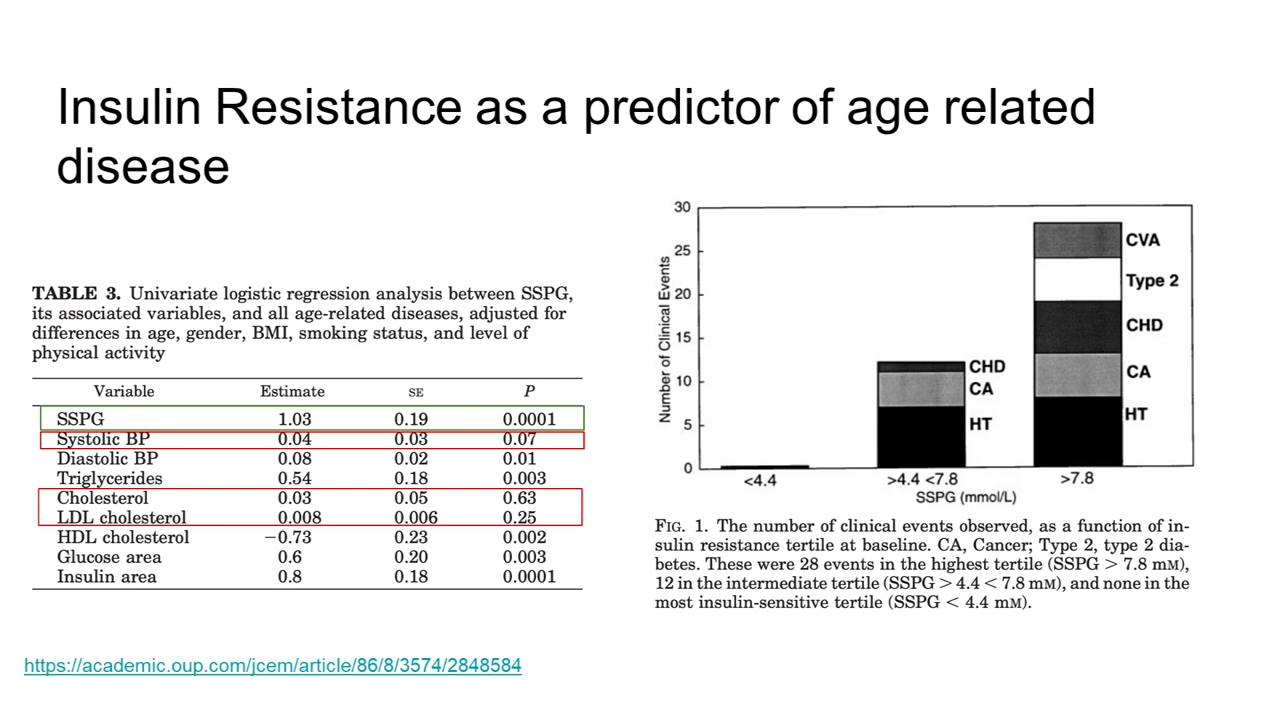 Insulin Resistance as a predictor of age related
disease
TABLE 3. Univariate logistic regression analysis between SSPG,
its associated variables, and all age-related diseases, adjusted for
differences in age, gender, BMI, smoking status, and level of
physical activity
Variable Estimate SE P
SSPG 1.03 0.19 0.0001
Systolic BP 0.04 0.03 0.07
Diastolic BP 0.08 0.02 0.01
Triglycerides 0.54 0.18 0.003
Cholesterol 0.03 0.05 0.63
LDL cholesterol 0.008 0.006 0.25
HDL cholesterol −0.73 0.23 0.002
Glucose area 0.6 0.20 0.003
Insulin area 0.8 0.18 0.0001
https://academic.oup.com/jcem/article/86/8/3574/2848584
Number of Clinical Events
30
25
20
15
10
5
0
CHD
CA
HT
CVA
Type 2
CHD
CA
HT
<4.4 >4.4 <7.8 >7.8
SSPG (mmol/L)
FIG. 1. The number of clinical events observed, as a function of in-
sulin resistance tertile at baseline. CA, Cancer; Type 2, type 2 dia-
betes. These were 28 events in the highest tertile (SSPG > 7.8 mM),
12 in the intermediate tertile (SSPG > 4.4 < 7.8 mM), and none in the
most insulin-sensitive tertile (SSPG < 4.4 mM).